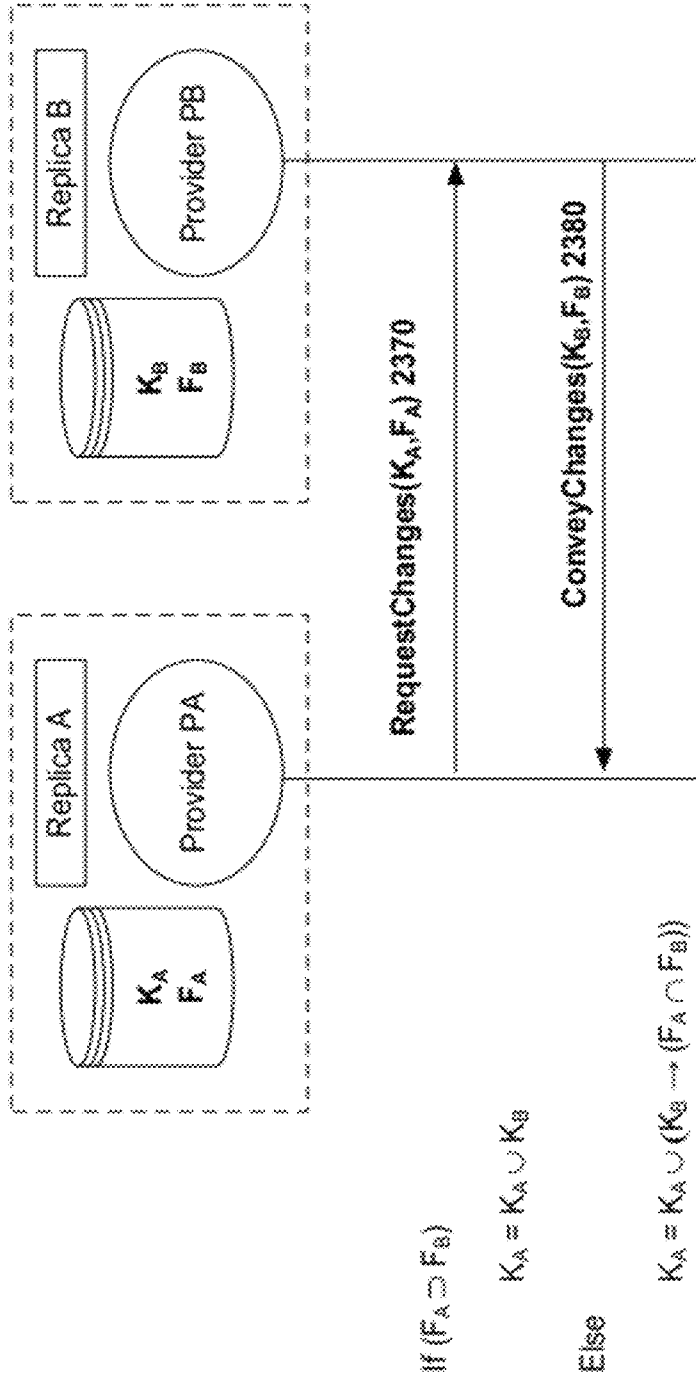 Replica A
K_A
F_A
Provider PA
Replica B
K_B
F_B
Provider PB
RequestChanges(K_A,F_A) 2370
ConveyChanges(K_B,F_B) 2380
If (F_A ⊃ F_B)
K_A = K_A ∪ K_B
Else
K_A = K_A ∪ (K_B → (F_A ∩ F_B))